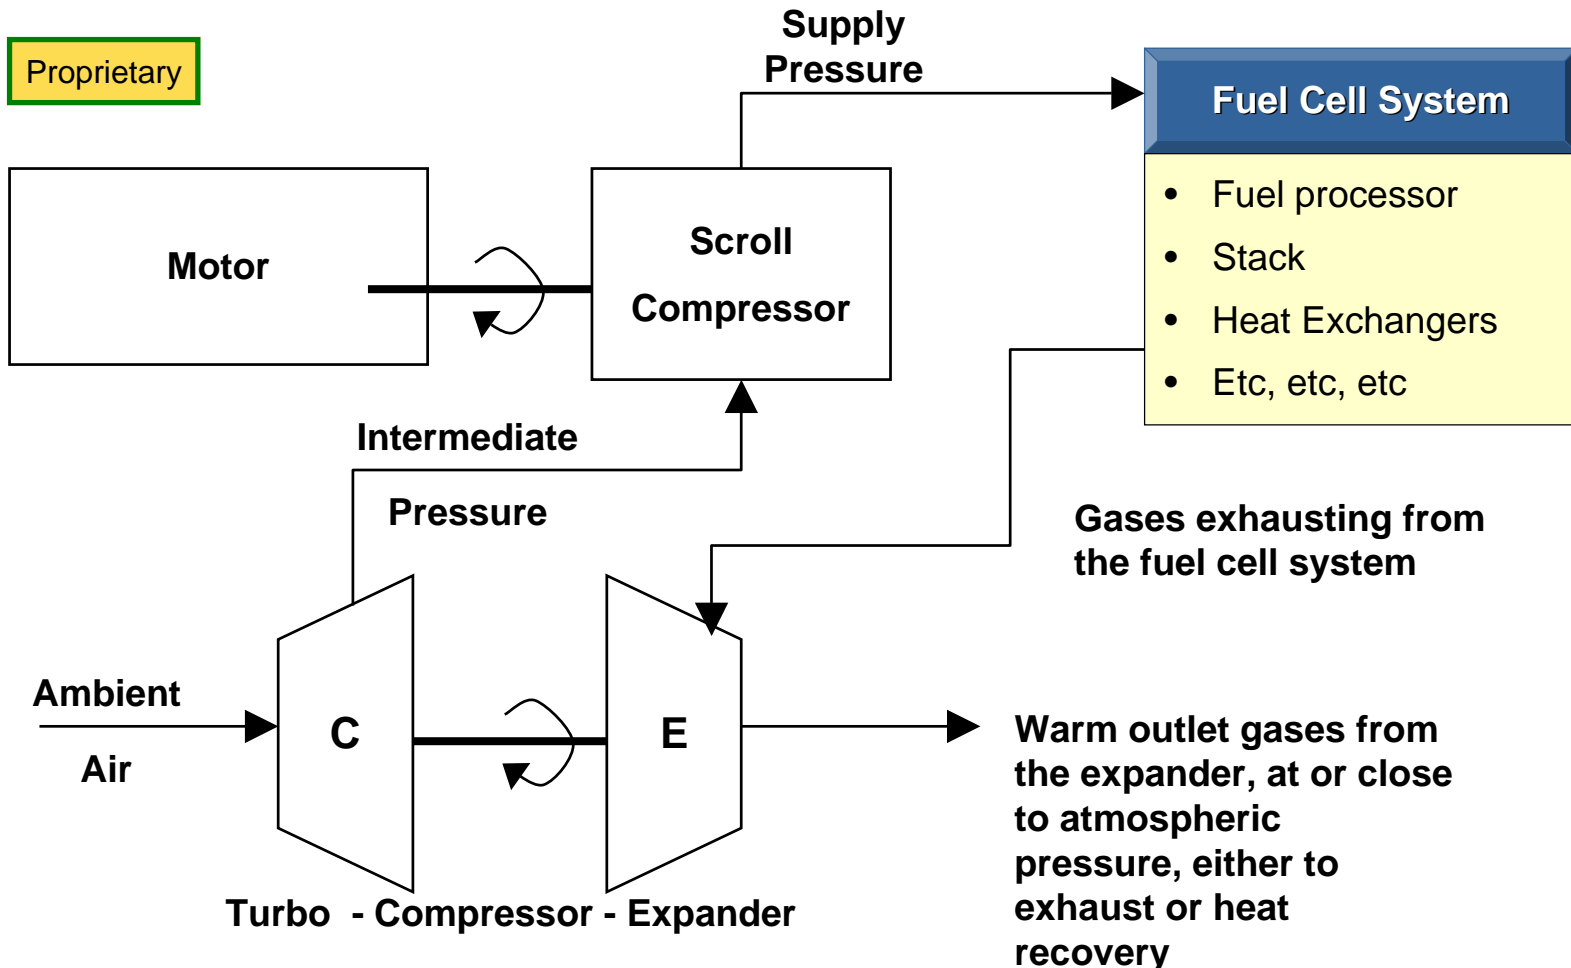 Supply
Pressure
Proprietary
Fuel Cell System
• Fuel processor
• Stack
• Heat Exchangers
• Etc, etc, etc
Motor
Scroll
Compressor
Intermediate
Pressure
Gases exhausting from
the fuel cell system
Ambient
Air
C
E
Warm outlet gases from
the expander, at or close
to atmospheric
pressure, either to
exhaust or heat
recovery
Turbo - Compressor - Expander